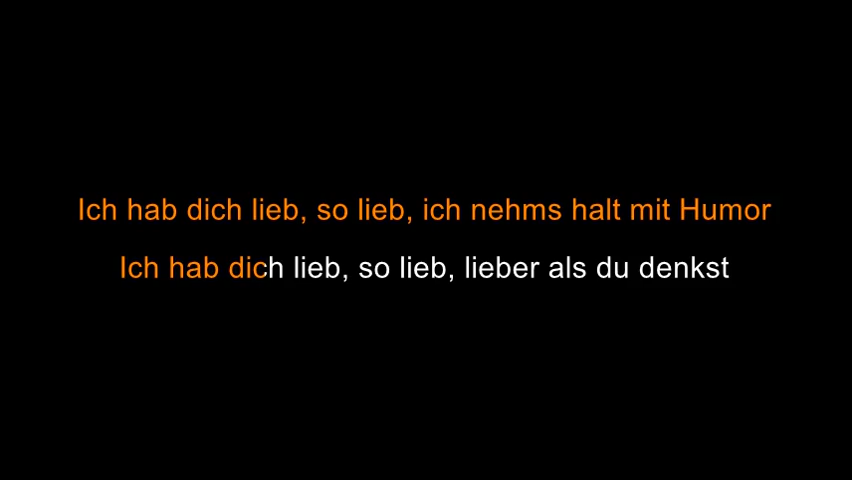 Ich hab dich lieb, so lieb, ich nehms halt mit Humor
Ich hab dich lieb, so lieb, lieber als du denkst